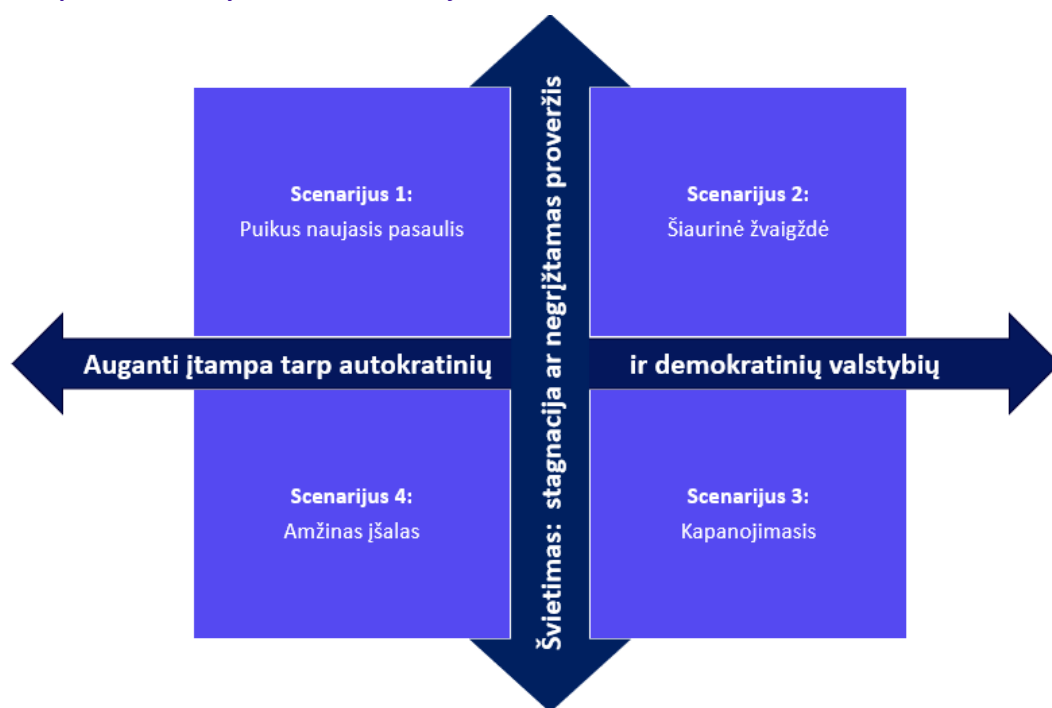 Scenarijus 1:
Puikus naujasis pasaulis
Scenarijus 2:
Šiaurinė žvaigždė
Švietimas: stagnacija ar negrįžtamas proveržis
Auganti įtampa tarp autokratinių
ir demokratinių valstybių
Scenarijus 4:
Amžinas įšalas
Scenarijus 3:
Kapanojimasis